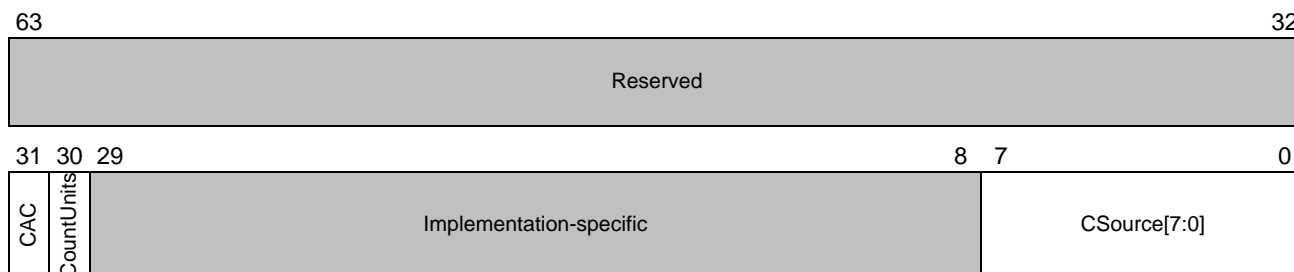 63 32
Reserved
31 30 29 8 7 0
CAC CountUnits Implementation-specific CSource[7:0]